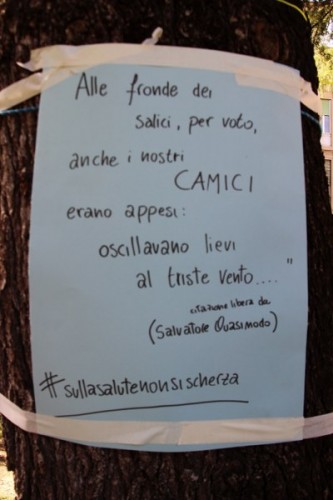 Alle fronde dei
salici, per voto,
anche i nostri
CAMICI
erano appesi:
oscillavano lievi
al triste vento...."
citazione libera da
(Salvatore Quasimodo)
#sullasalutenonsischerza